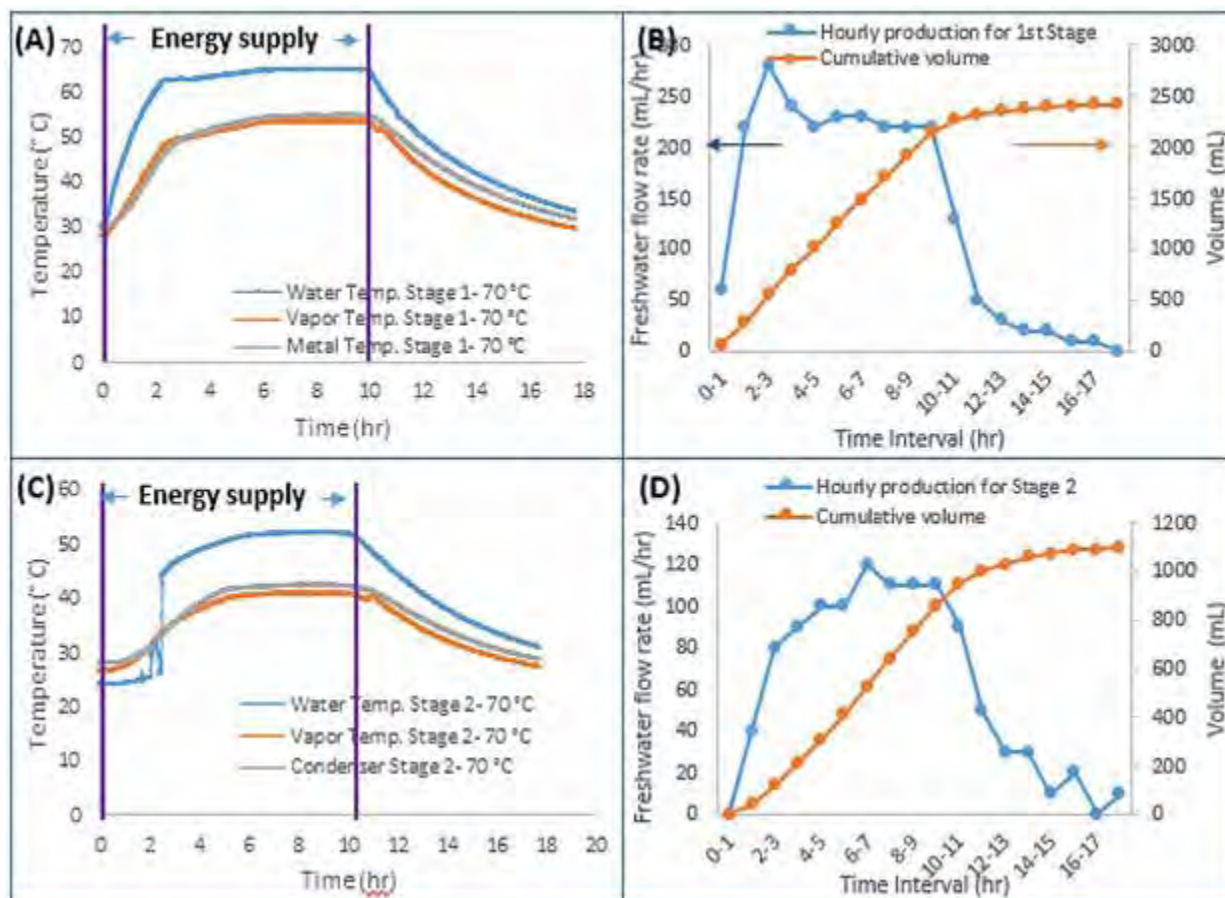 (A)
Energy supply
70
60
50
40
30
20
10
0
Temperature (° C)
Water Temp. Stage 1- 70 °C
Vapor Temp. Stage 1- 70 °C
Metal Temp. Stage 1- 70 °C
0 2 4 6 8 10 12 14 16 18
Time (hr)
(B)
Hourly production for 1st Stage
Cumulative volume
300
250
200
150
100
50
0
Freshwater flow rate (mL/hr)
3000
2500
2000
1500
1000
500
0
Volume (mL)
0-1 2-3 4-5 6-7 8-9 10-11 12-13 14-15 16-17
Time Interval (hr)
(C)
Energy supply
60
50
40
30
20
10
0
Temperature (° C)
Water Temp. Stage 2- 70 °C
Vapor Temp. Stage 2- 70 °C
Condenser Stage 2- 70 °C
0 2 4 6 8 10 12 14 16 18 20
Time (hr)
(D)
Hourly production for Stage 2
Cumulative volume
140
120
100
80
60
40
20
0
Freshwater flow rate (mL/hr)
1200
1000
800
600
400
200
0
Volume (mL)
0-1 2-3 4-5 6-7 8-9 10-11 12-13 14-15 16-17
Time Interval (hr)